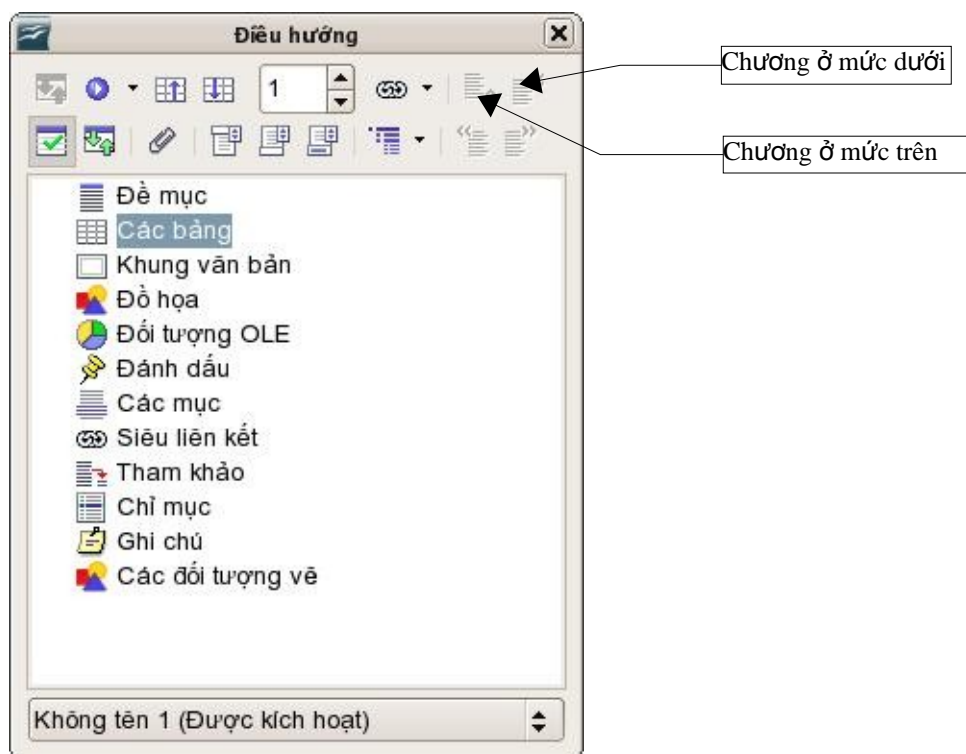 Điều hướng
Chương ở mức dưới
1
Chương ở mức trên
Đề mục
Các bảng
Khung văn bản
Đồ họa
Đối tượng OLE
Đánh dấu
Các mục
Siêu liên kết
Tham khảo
Chỉ mục
Ghi chú
Các đối tượng vẽ
Không tên 1 (Được kích hoạt)